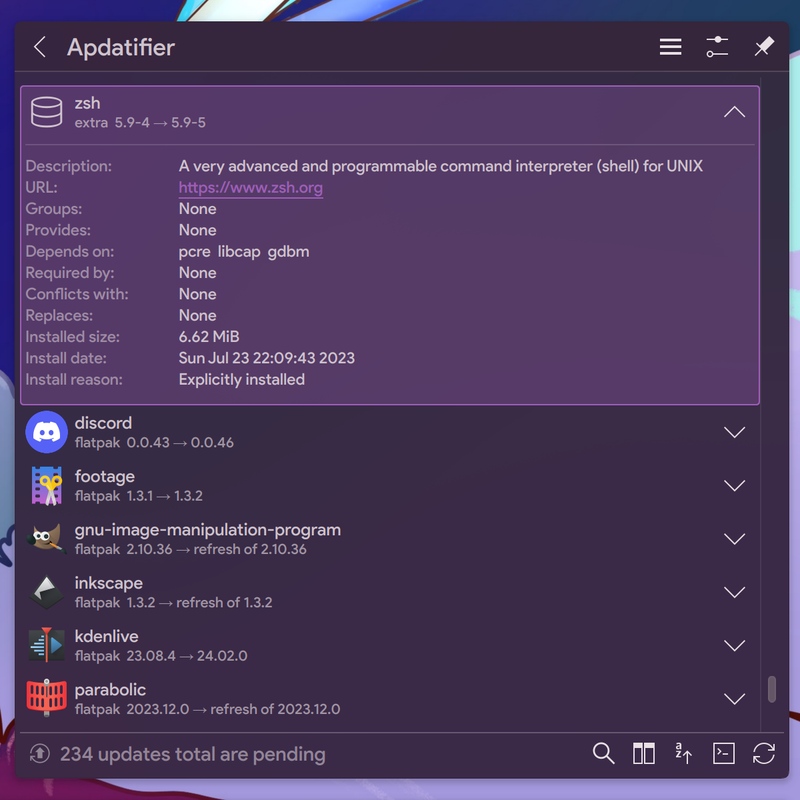 Apdatifier
zsh
extra 5.9-4 → 5.9-5
Description: A very advanced and programmable command interpreter (shell) for UNIX
URL: https://www.zsh.org
Groups: None
Provides: None
Depends on: pcre libcap gdbm
Required by: None
Conflicts with: None
Replaces: None
Installed size: 6.62 MiB
Install date: Sun Jul 23 22:09:43 2023
Install reason: Explicitly installed
discord
flatpak 0.0.43 → 0.0.46
footage
flatpak 1.3.1 → 1.3.2
gnu-image-manipulation-program
flatpak 2.10.36 → refresh of 2.10.36
inkscape
flatpak 1.3.2 → refresh of 1.3.2
kdenlive
flatpak 23.08.4 → 24.02.0
parabolic
flatpak 2023.12.0 → refresh of 2023.12.0
234 updates total are pending